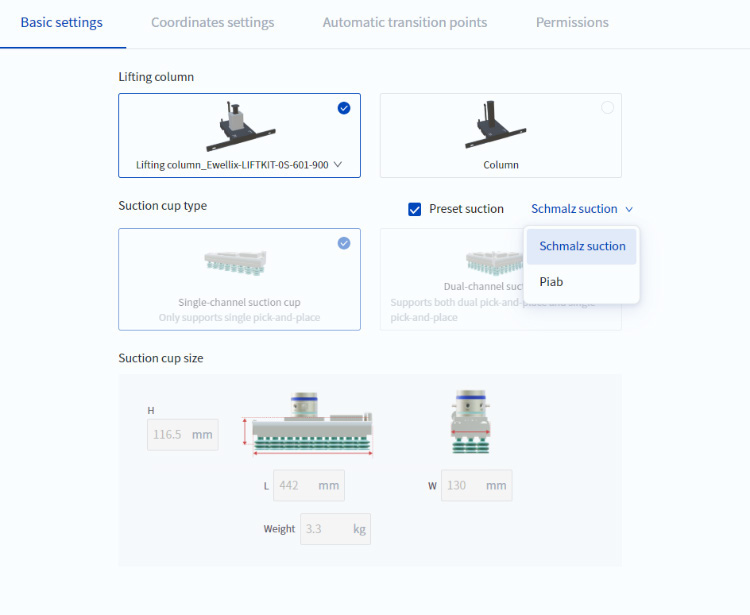 Basic settings
Coordinates settings
Automatic transition points
Permissions
Lifting column
Lifting column_Ewellix-LIFTKIT-0S-601-900
Column
Suction cup type
Preset suction
Schmalz suction
Schmalz suction
Piab
Single-channel suction cup
Only supports single pick-and-place
Dual-channel
Supports both dual pick-and-place and single
pick-and-place
Suction cup size
H
116.5 mm
L 442 mm
W 130 mm
Weight 3.3 kg